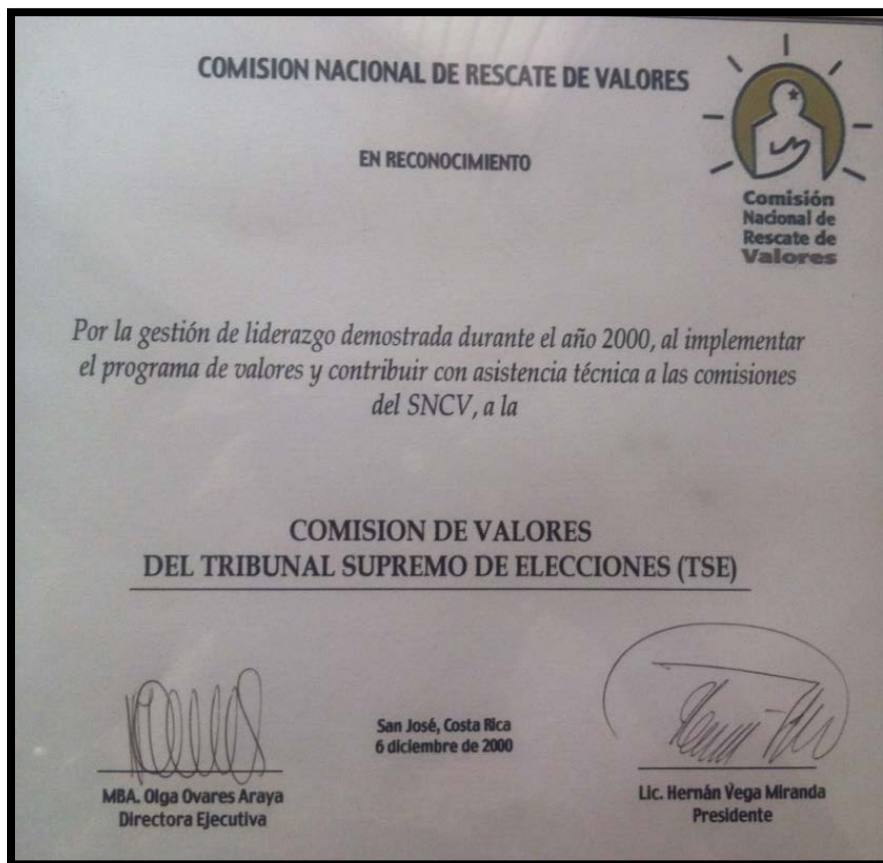 COMISION NACIONAL DE RESCATE DE VALORES
EN RECONOCIMIENTO
Comisión
Nacional de
Rescate de
Valores
Por la gestión de liderazgo demostrada durante el año 2000, al implementar
el programa de valores y contribuir con asistencia técnica a las comisiones
del SNCV, a la
COMISION DE VALORES
DEL TRIBUNAL SUPREMO DE ELECCIONES (TSE)
San José, Costa Rica
6 diciembre de 2000
MBA. Olga Ovares Araya
Directora Ejecutiva
Lic. Hernán Vega Miranda
Presidente